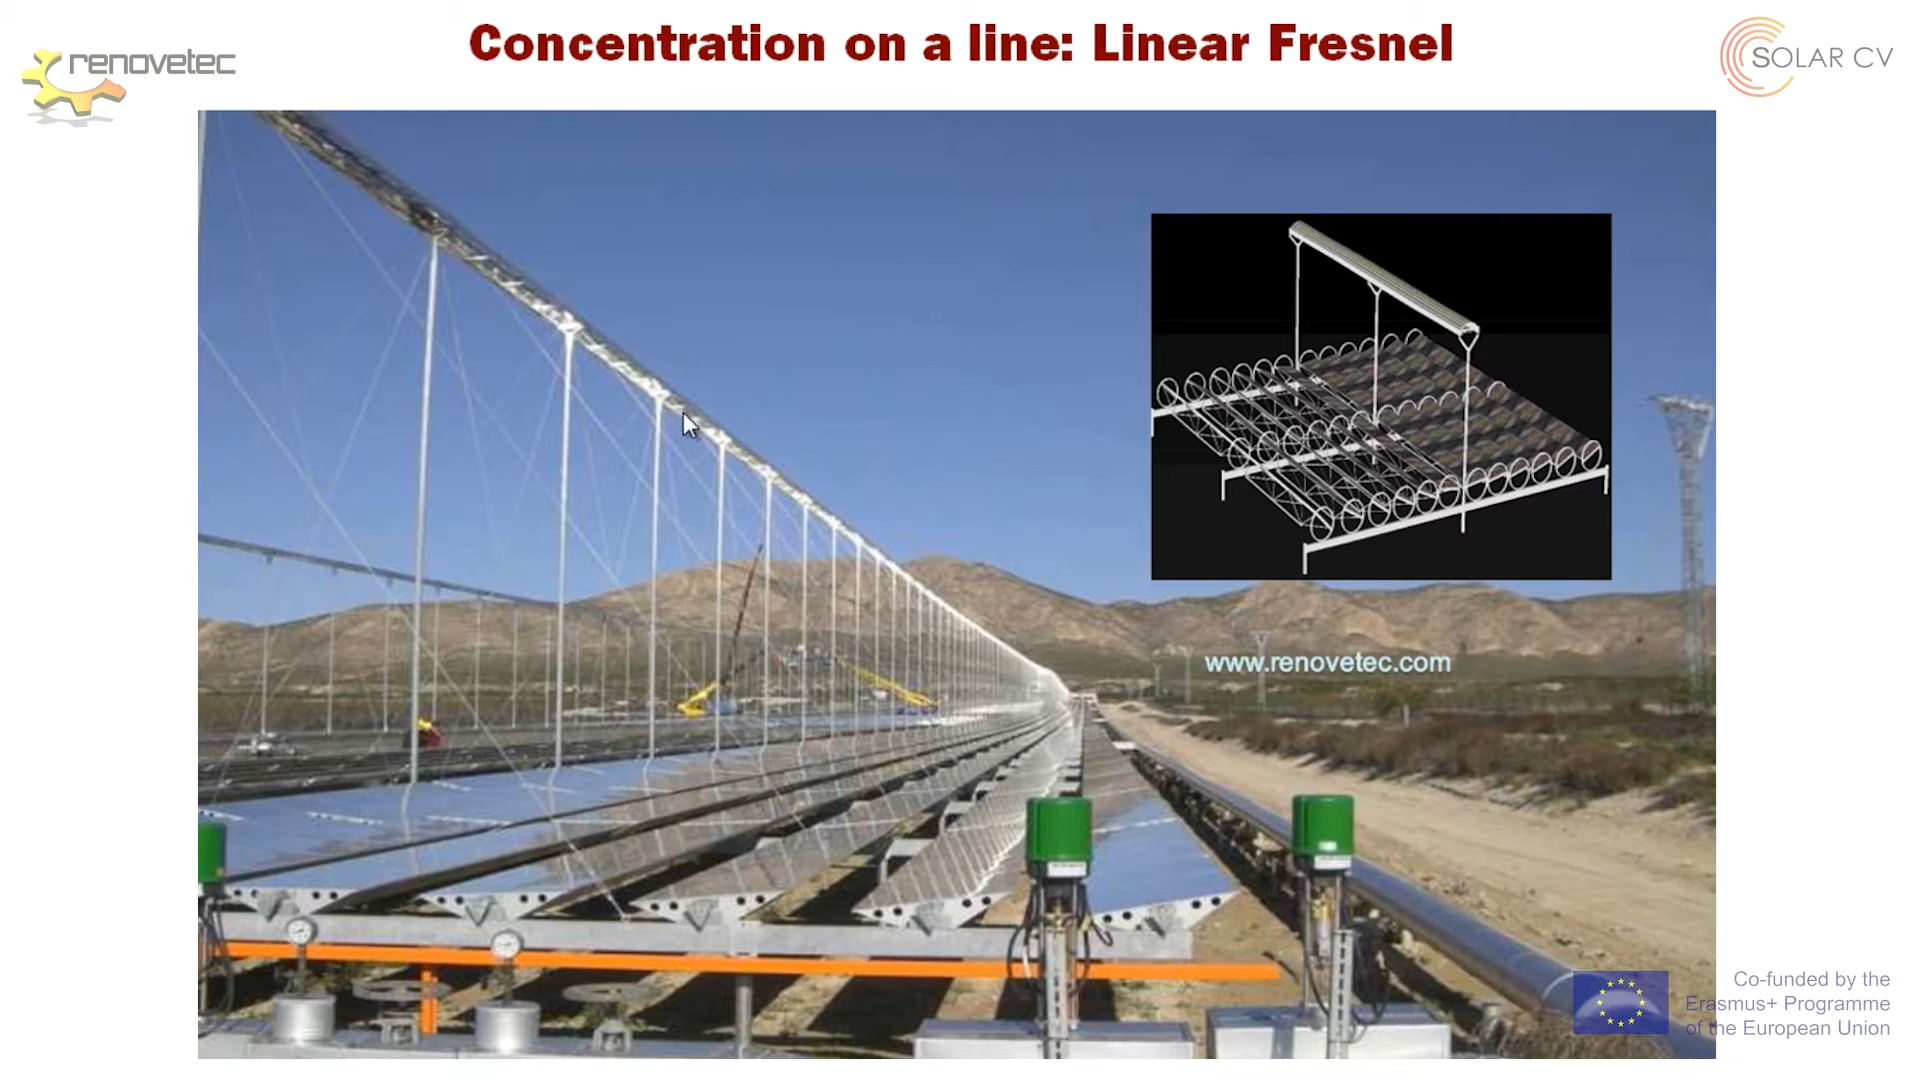 Concentration on a line: Linear Fresnel
renovetec
SOLAR CV
www.renovetec.com
Co-funded by the
Erasmus+ Programme
of the European Union